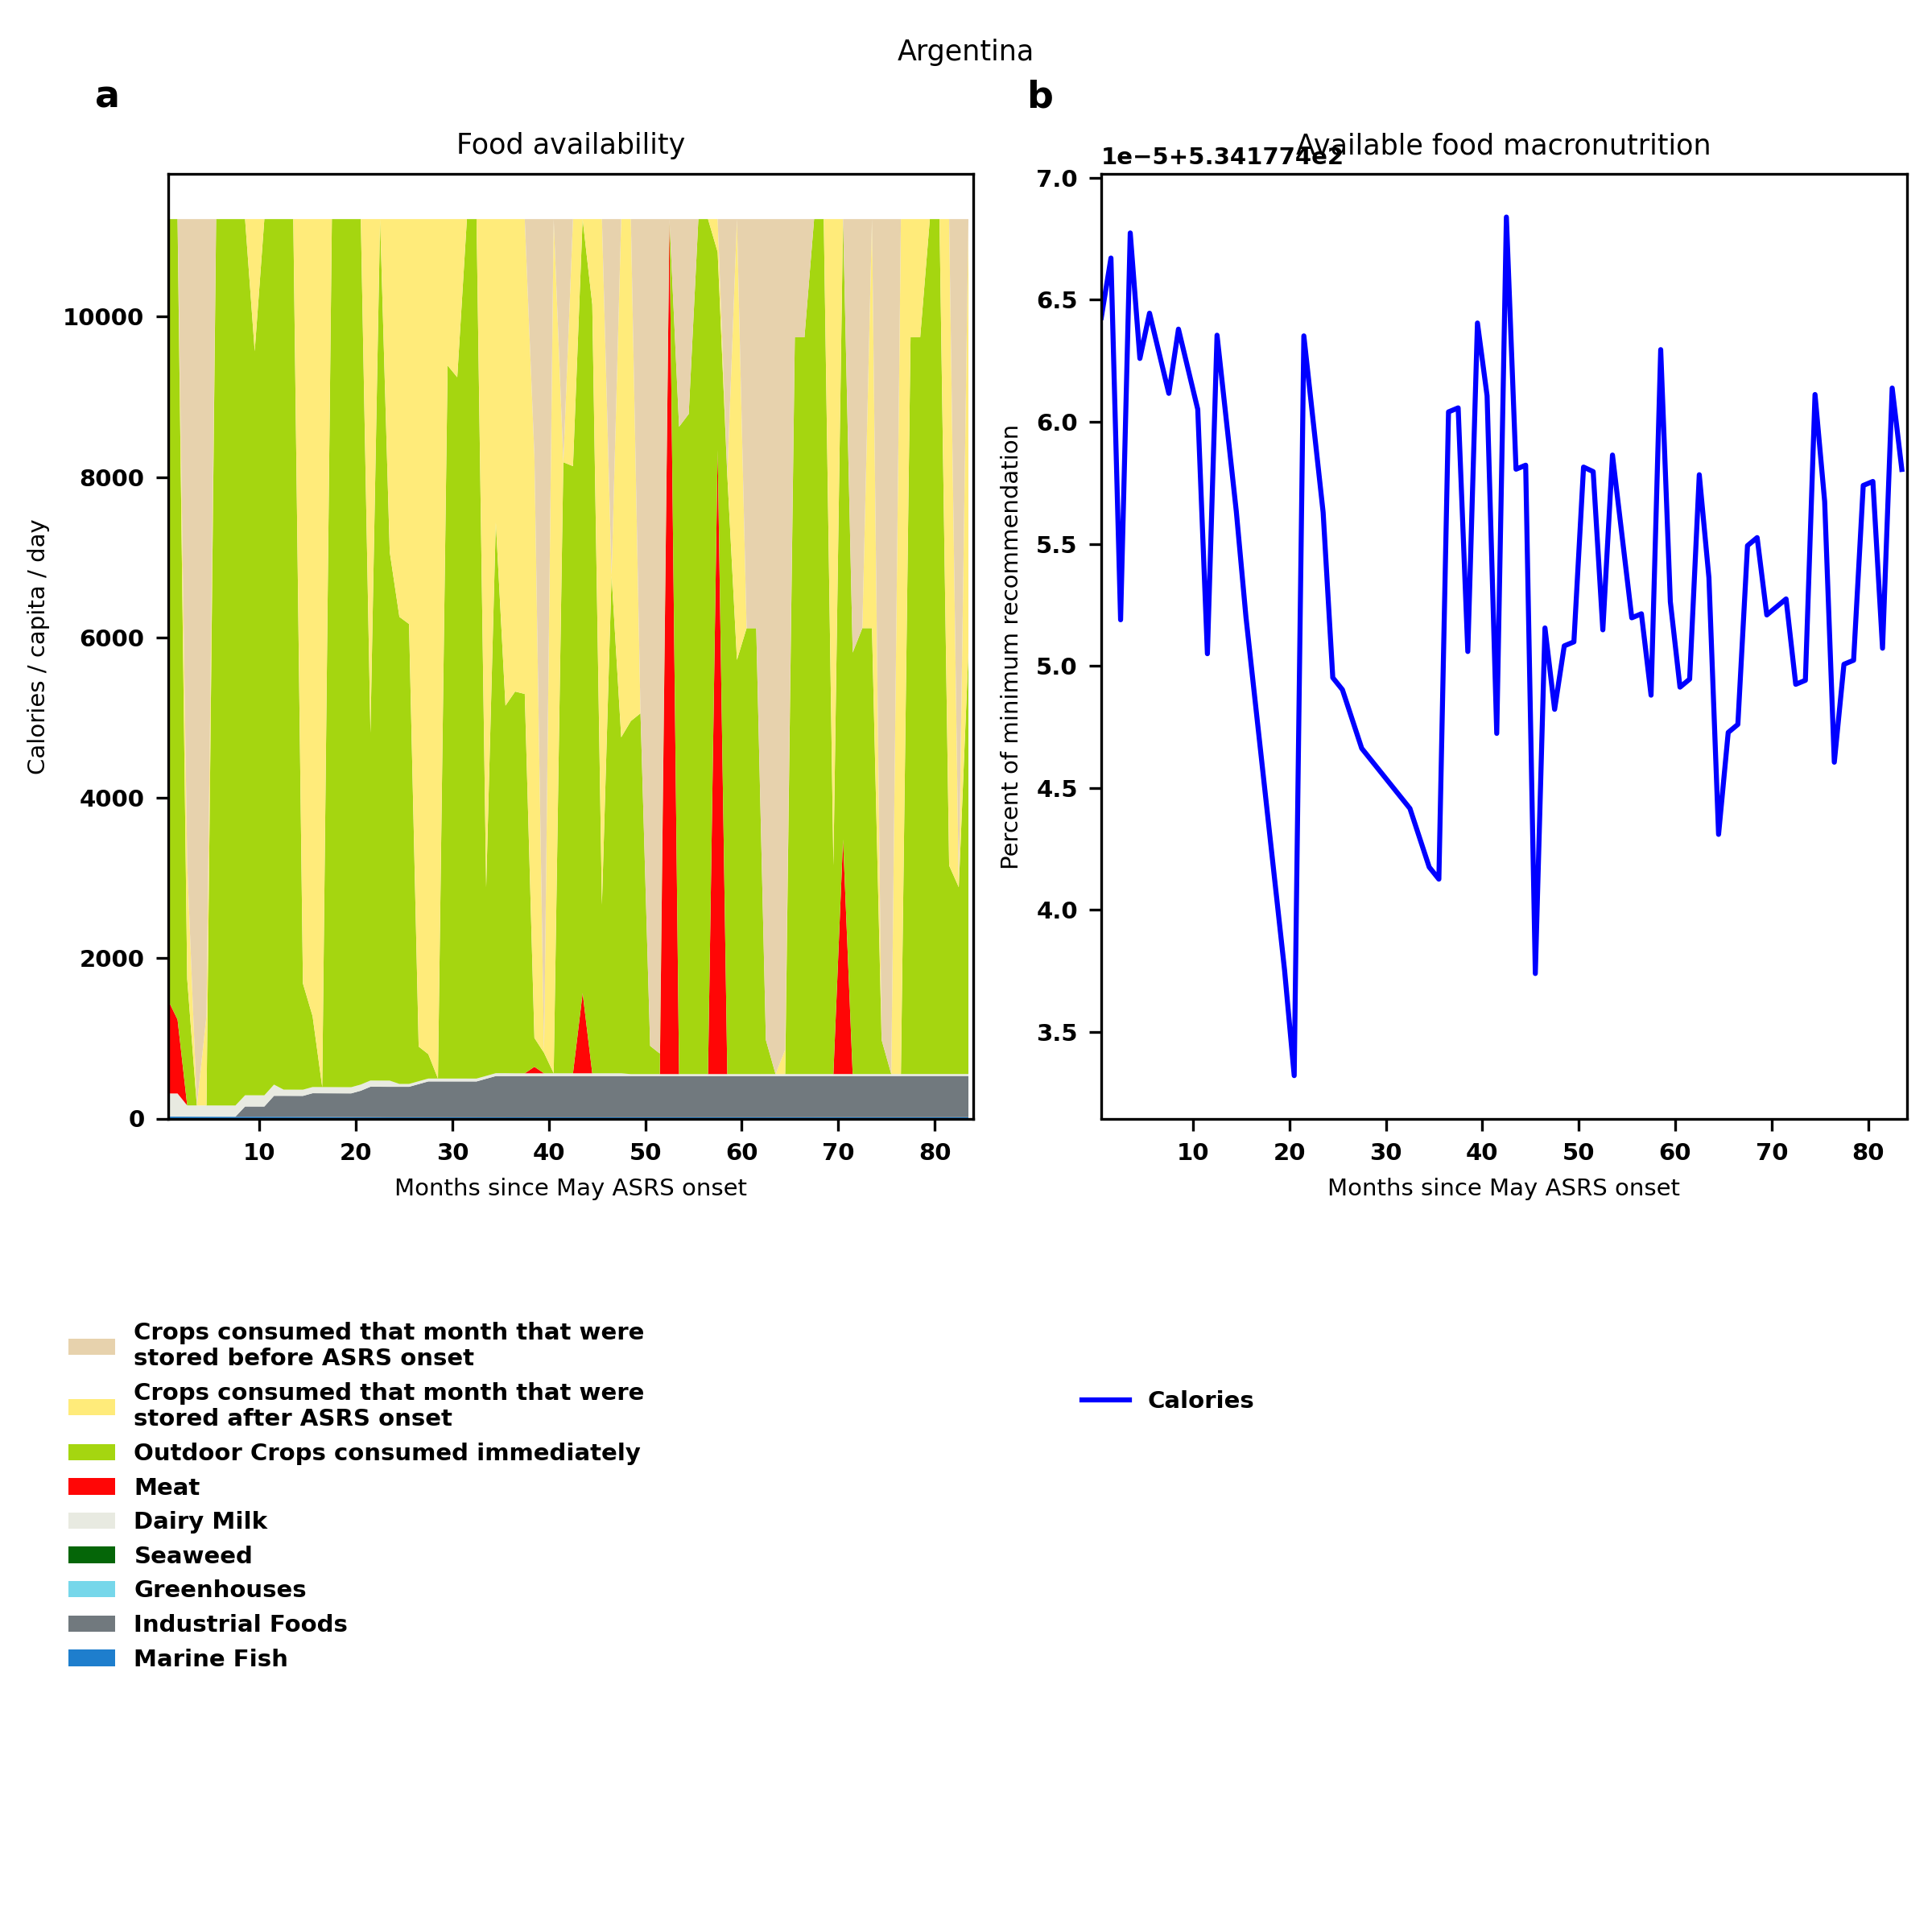 Argentina
a
Food availability
Calories / capita / day
10000
8000
6000
4000
2000
0
10 20 30 40 50 60 70 80
Months since May ASRS onset
b
Available food macronutrition
1e−5+5.341774e2
Percent of minimum recommendation
7.0
6.5
6.0
5.5
5.0
4.5
4.0
3.5
10 20 30 40 50 60 70 80
Months since May ASRS onset
Crops consumed that month that were
stored before ASRS onset
Crops consumed that month that were
stored after ASRS onset
Outdoor Crops consumed immediately
Meat
Dairy Milk
Seaweed
Greenhouses
Industrial Foods
Marine Fish
Calories